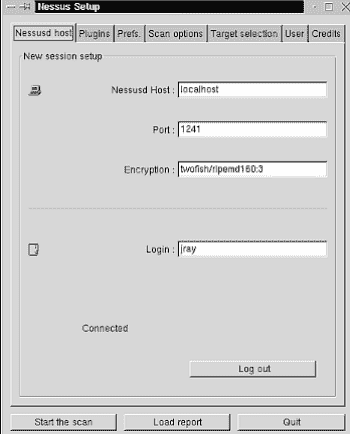 Nessus Setup
Nessusd host Plugins Prefs. Scan options Target selection User Credits
New session setup
Nessusd Host : localhost
Port : 1241
Encryption : twofish/ripemd160:3
Login : jray
Connected
Log out
Start the scan Load report Quit